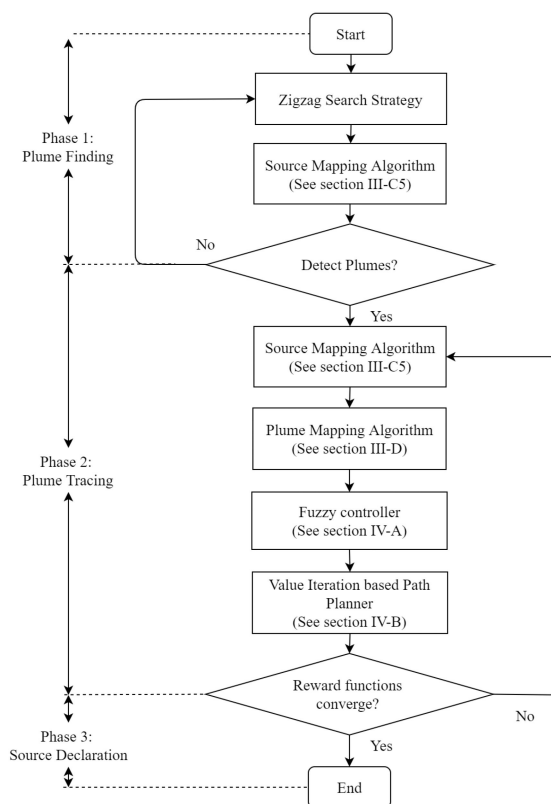 Start
Zigzag Search Strategy
Phase 1:
Plume Finding
Source Mapping Algorithm
(See section III-C5)
No
Detect Plumes?
Yes
Source Mapping Algorithm
(See section III-C5)
Plume Mapping Algorithm
(See section III-D)
Phase 2:
Plume Tracing
Fuzzy controller
(See section IV-A)
Value Iteration based Path
Planner
(See section IV-B)
Reward functions
converge?
No
Phase 3:
Source Declaration
Yes
End